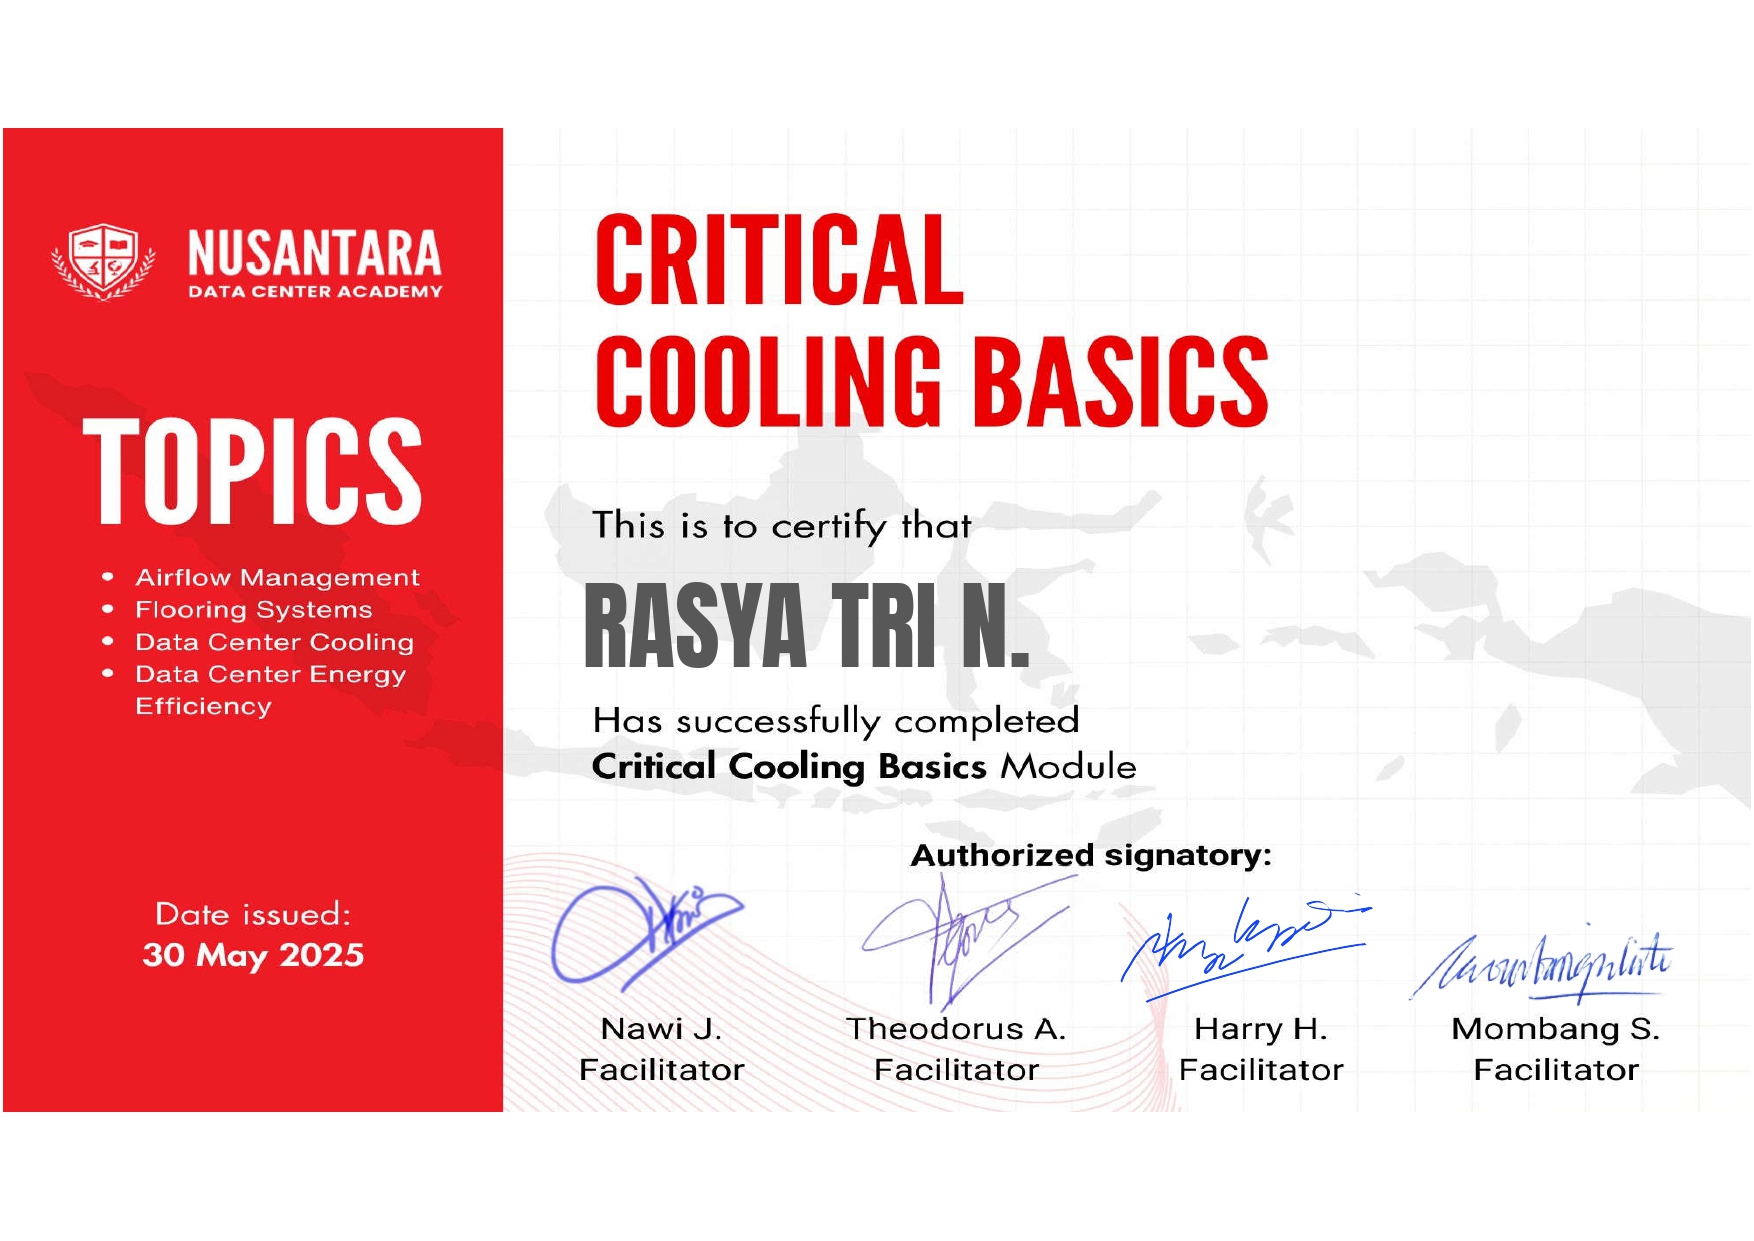 NUSANTARA
DATA CENTER ACADEMY
TOPICS
• Airflow Management
• Flooring Systems
• Data Center Cooling
• Data Center Energy
Efficiency
Date issued:
30 May 2025
CRITICAL
COOLING BASICS
This is to certify that
RASYA TRI N.
Has successfully completed
Critical Cooling Basics Module
Authorized signatory:
Nawi J.
Facilitator
Theodorus A.
Facilitator
Harry H.
Facilitator
Mombang S.
Facilitator